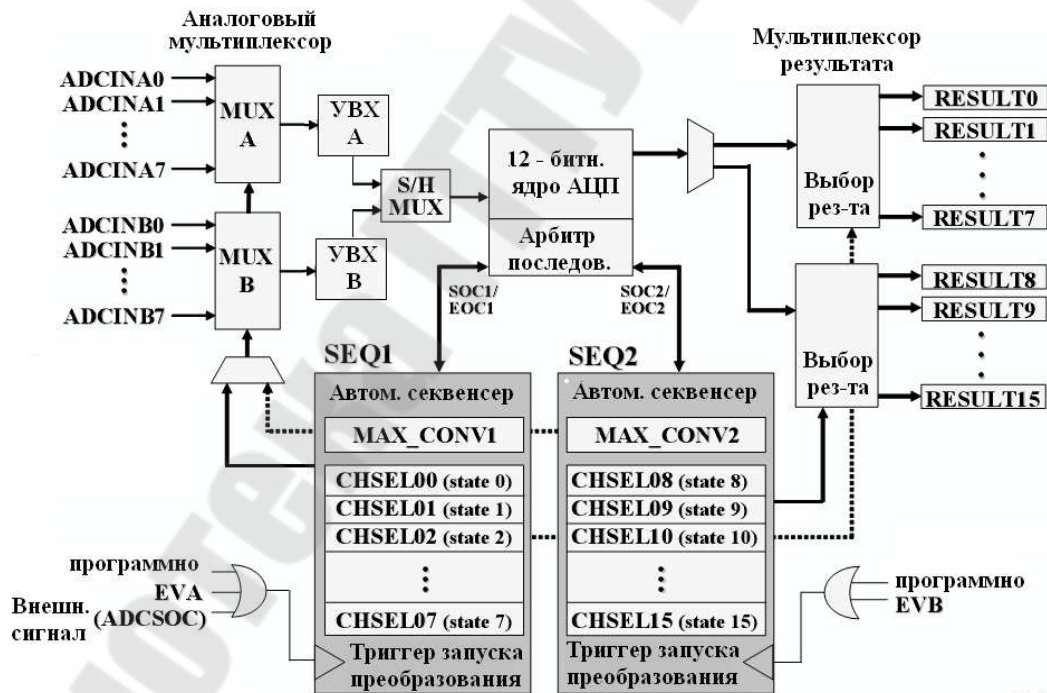 Аналоговый
мультиплексор
ADCINA0
ADCINA1
ADCINA7
MUX
A
ADCINB0
ADCINB1
ADCINB7
MUX
B
УВХ
A
УВХ
B
S/H
MUX
12 - битн.
ядро АЦП
Арбитр
последов.
SOC1/
EOC1
SOC2/
EOC2
Мультиплексор
результата
Выбор
рез-та
RESULT0
RESULT1
RESULT7
Выбор
рез-та
RESULT8
RESULT9
RESULT15
SEQ1
Автом. секвенсер
MAX_CONV1
CHSEL00 (state 0)
CHSEL01 (state 1)
CHSEL02 (state 2)
CHSEL07 (state 7)
Триггер запуска
преобразования
SEQ2
Автом. секвенсер
MAX_CONV2
CHSEL08 (state 8)
CHSEL09 (state 9)
CHSEL10 (state 10)
CHSEL15 (state 15)
Триггер запуска
преобразования
программно
EVA
Внешн. (ADCSOC)
сигнал
программно
EVB